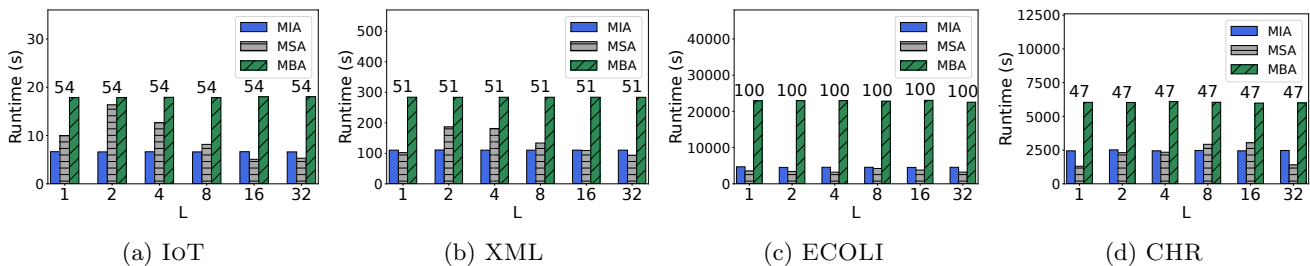 Runtime (s)
30
20
10
0
MIA
MSA
MBA
54 54 54 54 54 54
1 2 4 8 16 32
L
(a) IoT
Runtime (s)
500
400
300
200
100
0
MIA
MSA
MBA
51 51 51 51 51 51
1 2 4 8 16 32
L
(b) XML
Runtime (s)
40000
30000
20000
10000
0
MIA
MSA
MBA
100 100 100 100 100 100
1 2 4 8 16 32
L
(c) ECOLI
Runtime (s)
12500
10000
7500
5000
2500
0
MIA
MSA
MBA
47 47 47 47 47 47
1 2 4 8 16 32
L
(d) CHR